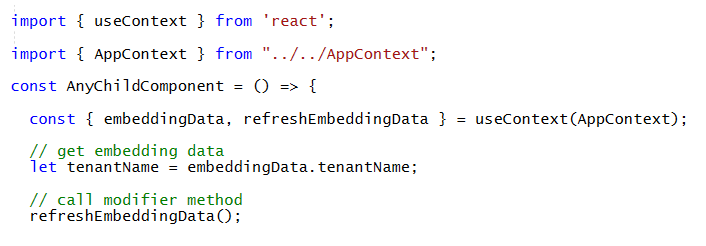 import { useContext } from 'react';
import { AppContext } from "../../AppContext";
const AnyChildComponent = () => {
const { embeddingData, refreshEmbeddingData } = useContext(AppContext);
// get embedding data
let tenantName = embeddingData.tenantName;
// call modifier method
refreshEmbeddingData();